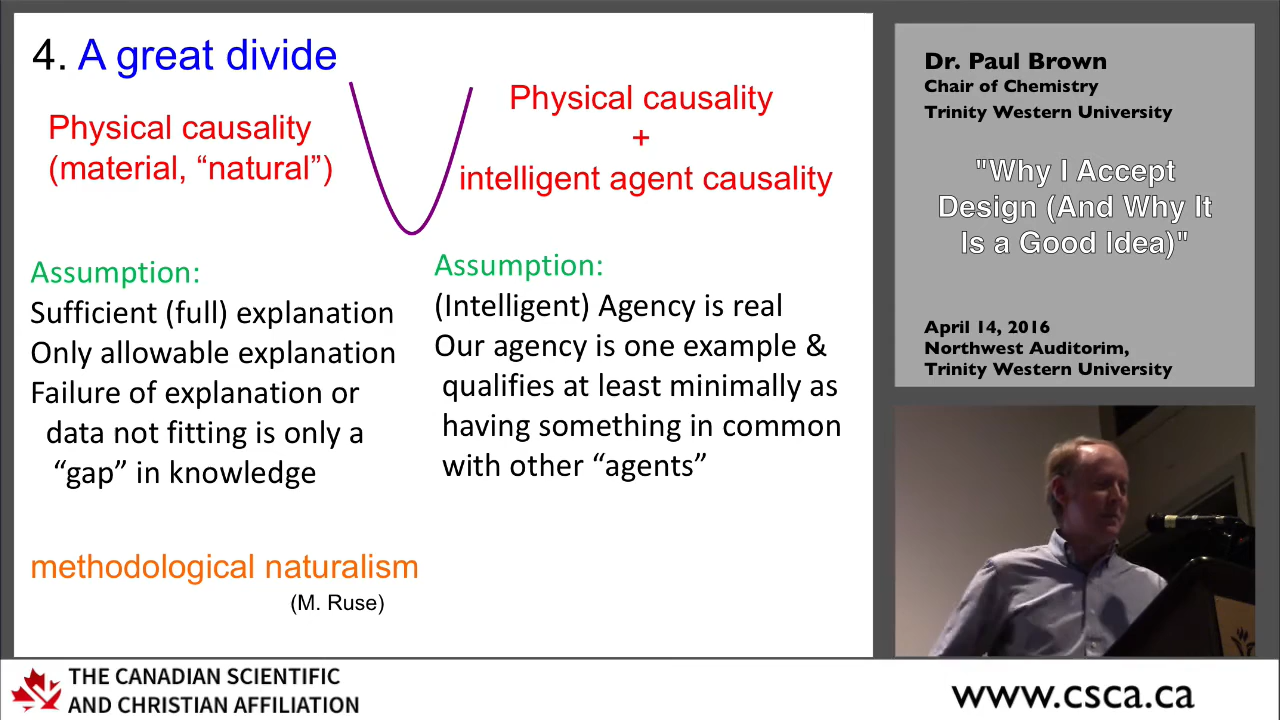 4. A great divide
Physical causality
(material, “natural”)
Physical causality
+
intelligent agent causality
Assumption:
Sufficient (full) explanation
Only allowable explanation
Failure of explanation or
data not fitting is only a
“gap” in knowledge
Assumption:
(Intelligent) Agency is real
Our agency is one example &
qualifies at least minimally as
having something in common
with other “agents”
methodological naturalism
(M. Ruse)
Dr. Paul Brown
Chair of Chemistry
Trinity Western University
"Why I Accept
Design (And Why It
Is a Good Idea)"
April 14, 2016
Northwest Auditorim,
Trinity Western University
THE CANADIAN SCIENTIFIC
AND CHRISTIAN AFFILIATION
www.csca.ca